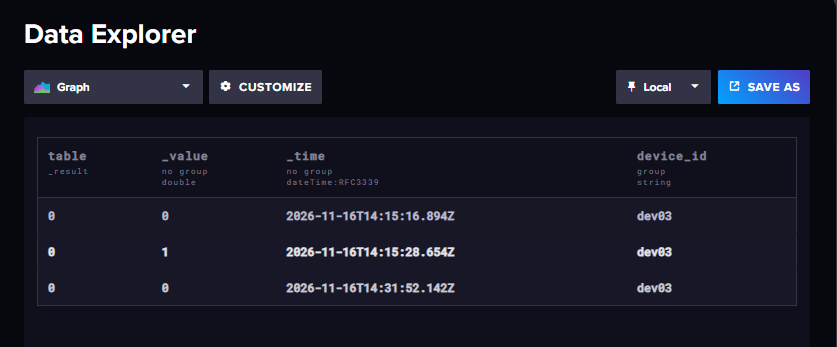 Data Explorer
Graph CUSTOMIZE Local SAVE AS
table _value _time device_id
_result no group no group group
double dateTime:RFC3339 string
0 0 2026-11-16T14:15:16.894Z dev03
0 1 2026-11-16T14:15:28.654Z dev03
0 0 2026-11-16T14:31:52.142Z dev03